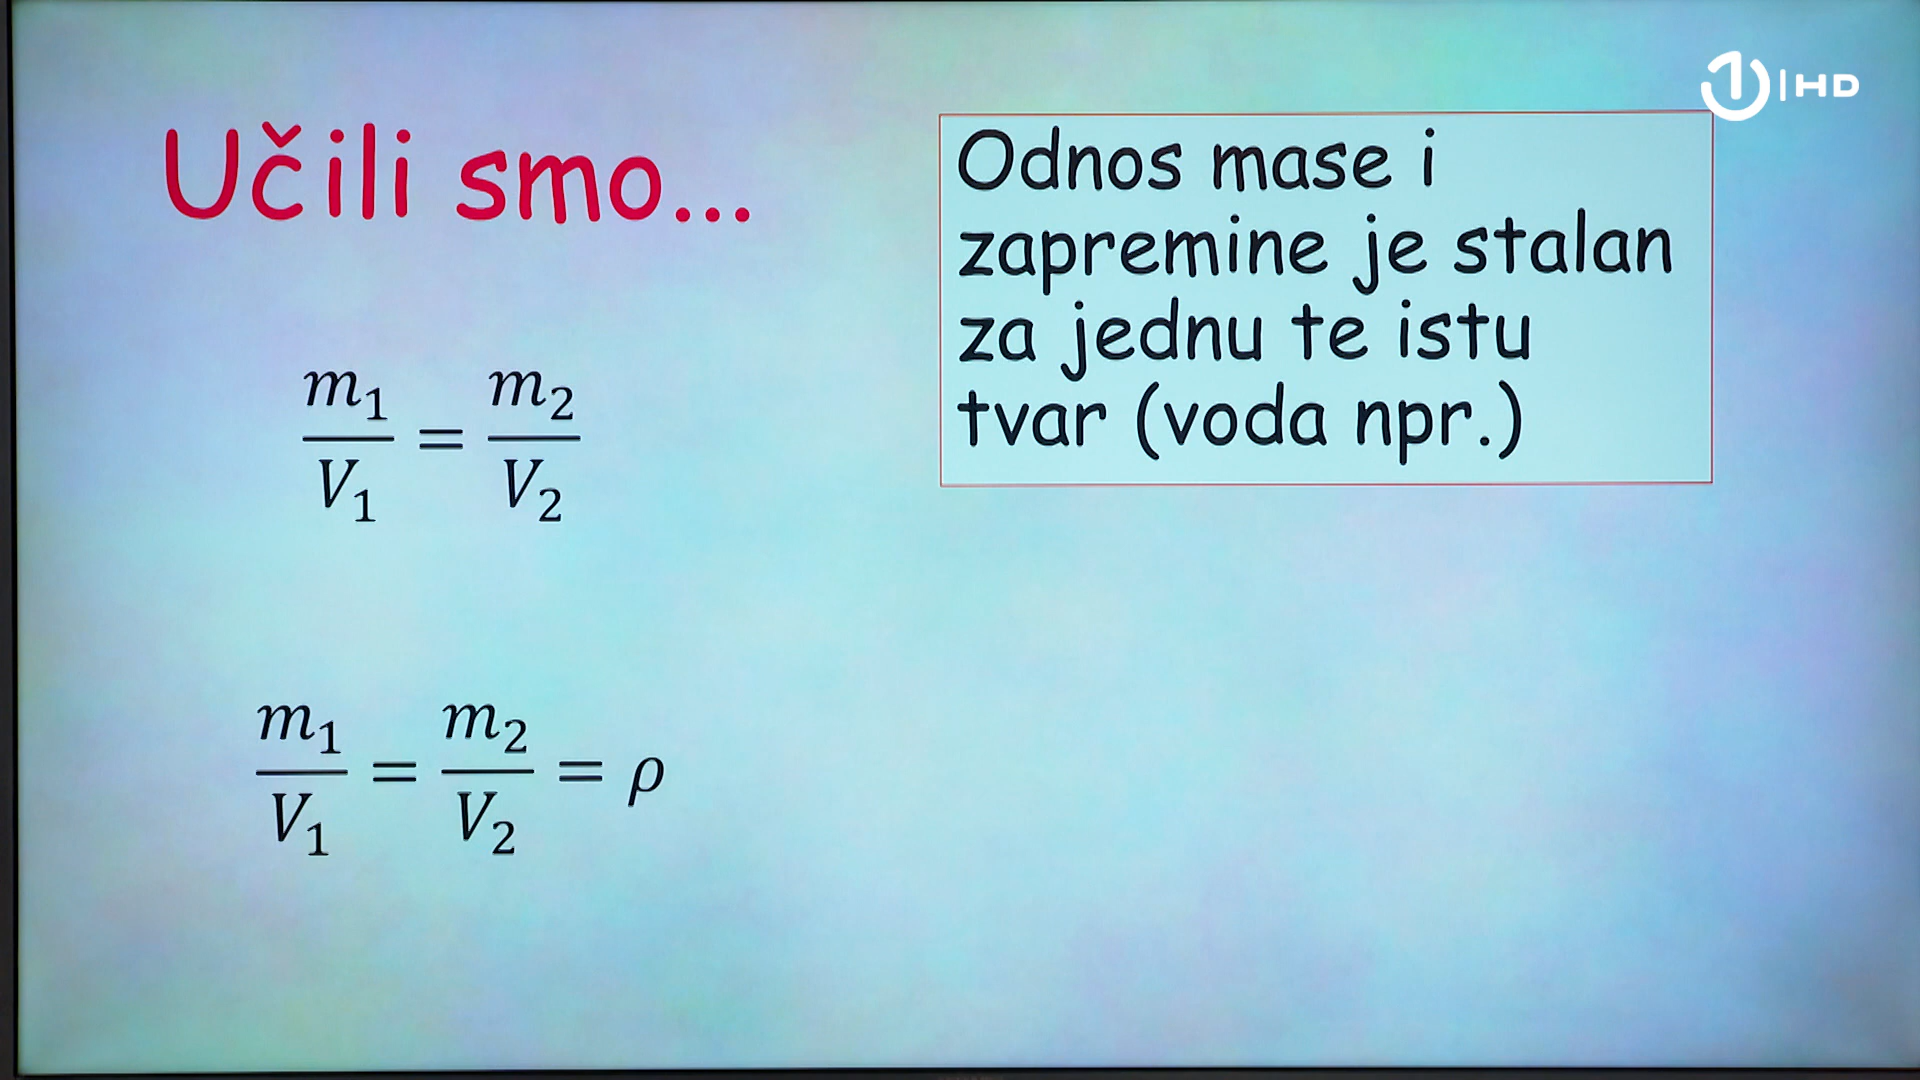 1|HD
Učili smo...
Odnos mase i
zapremine je stalan
za jednu te istu
tvar (voda npr.)
m₁/V₁ = m₂/V₂
m₁/V₁ = m₂/V₂ = ρ